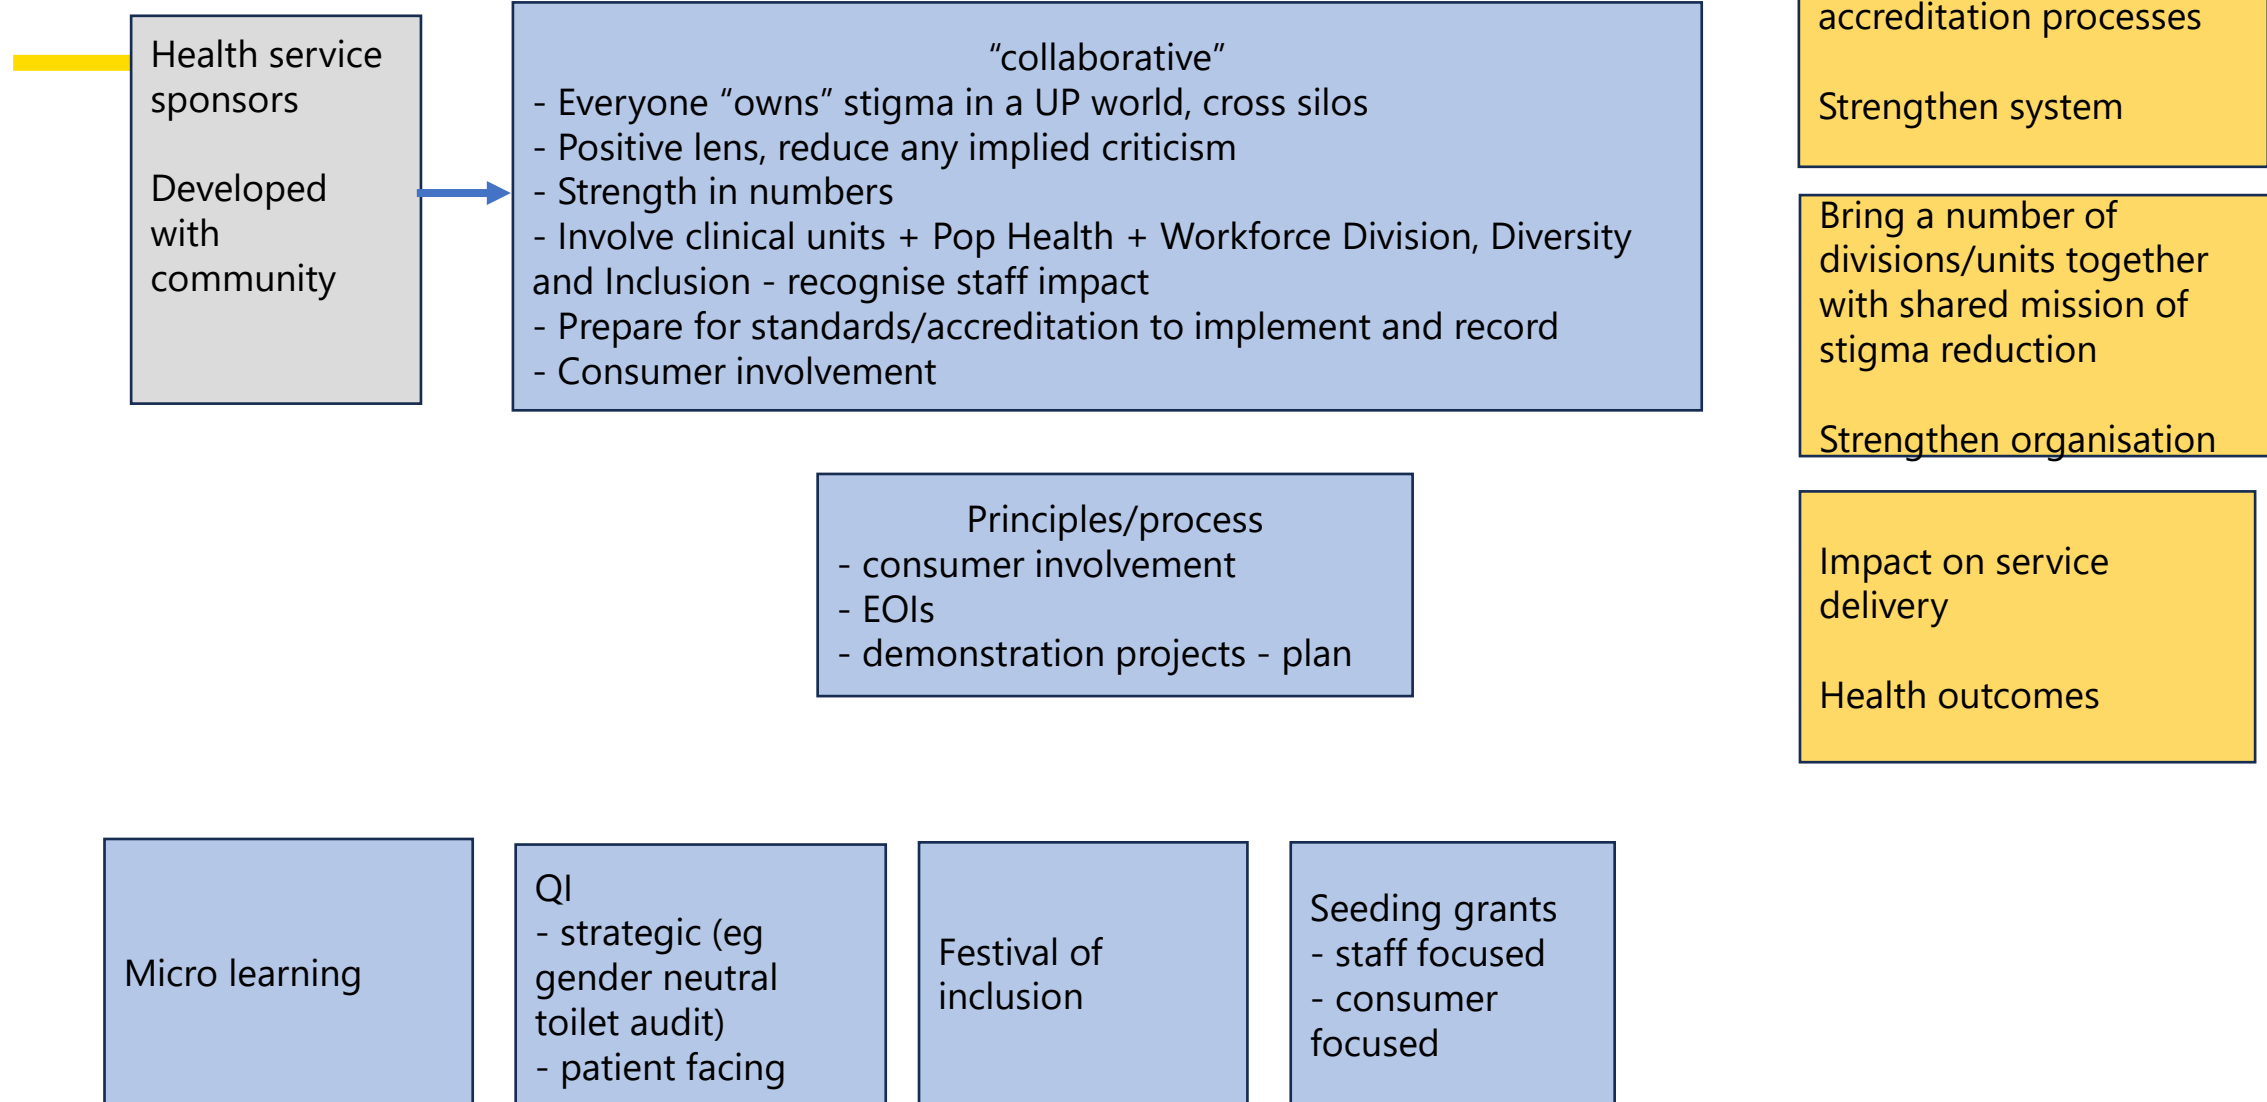 Health service
sponsors
Developed
with
community
“collaborative”
- Everyone “owns” stigma in a UP world, cross silos
- Positive lens, reduce any implied criticism
- Strength in numbers
- Involve clinical units + Pop Health + Workforce Division, Diversity
and Inclusion - recognise staff impact
- Prepare for standards/accreditation to implement and record
- Consumer involvement
accreditation processes
Strengthen system
Bring a number of
divisions/units together
with shared mission of
stigma reduction
Strengthen organisation
Principles/process
- consumer involvement
- EOIs
- demonstration projects - plan
Impact on service
delivery
Health outcomes
Micro learning
QI
- strategic (eg
gender neutral
toilet audit)
- patient facing
Festival of
inclusion
Seeding grants
- staff focused
- consumer
focused